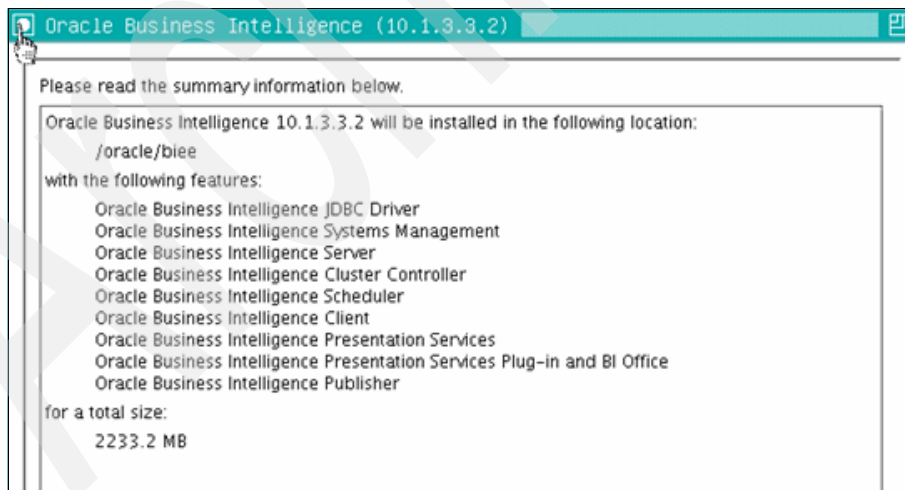 Oracle Business Intelligence (10.1.3.3.2)
Please read the summary information below.
Oracle Business Intelligence 10.1.3.3.2 will be installed in the following location:
/oracle/biee
with the following features:
Oracle Business Intelligence JDBC Driver
Oracle Business Intelligence Systems Management
Oracle Business Intelligence Server
Oracle Business Intelligence Cluster Controller
Oracle Business Intelligence Scheduler
Oracle Business Intelligence Client
Oracle Business Intelligence Presentation Services
Oracle Business Intelligence Presentation Services Plug-in and BI Office
Oracle Business Intelligence Publisher
for a total size:
2233.2 MB